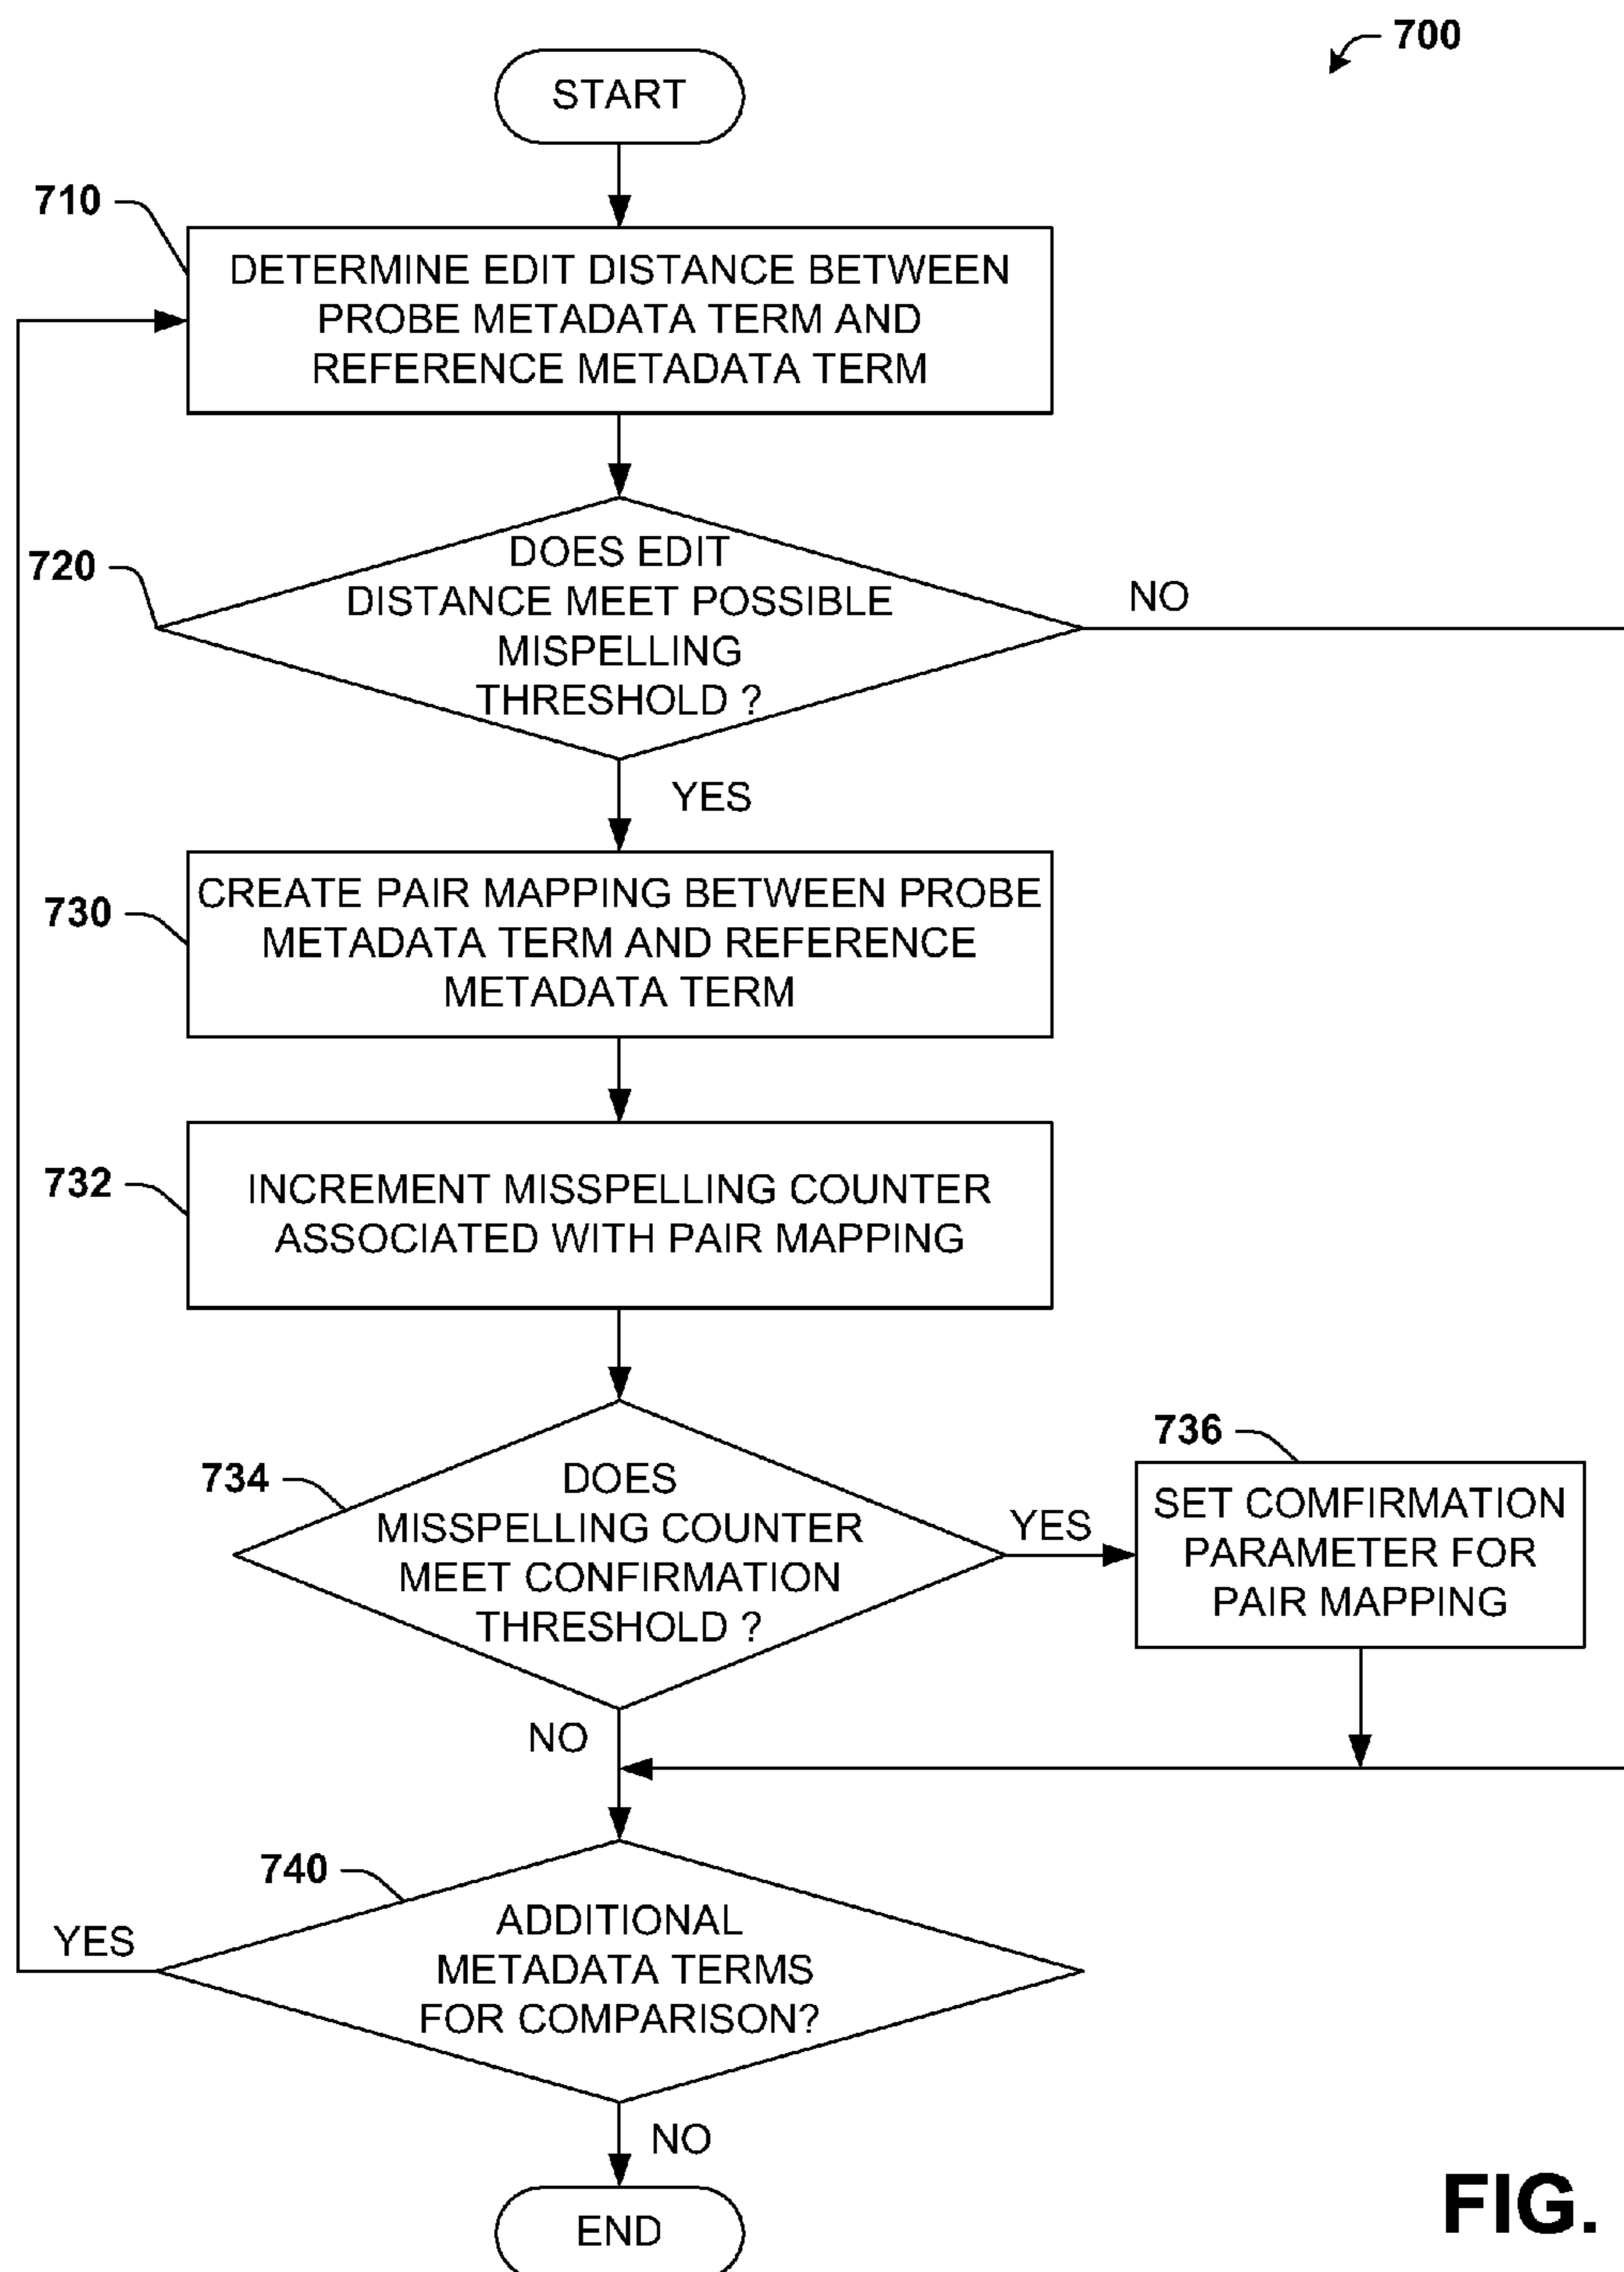 700
START
710
DETERMINE EDIT DISTANCE BETWEEN
PROBE METADATA TERM AND
REFERENCE METADATA TERM
720
DOES EDIT
DISTANCE MEET POSSIBLE
MISPELLING
THRESHOLD ?
NO
YES
730
CREATE PAIR MAPPING BETWEEN PROBE
METADATA TERM AND REFERENCE
METADATA TERM
732
INCREMENT MISSPELLING COUNTER
ASSOCIATED WITH PAIR MAPPING
734
DOES
MISSPELLING COUNTER
MEET CONFIRMATION
THRESHOLD ?
YES
736
SET COMFIRMATION
PARAMETER FOR
PAIR MAPPING
NO
740
ADDITIONAL
METADATA TERMS
FOR COMPARISON?
YES
NO
END
FIG.